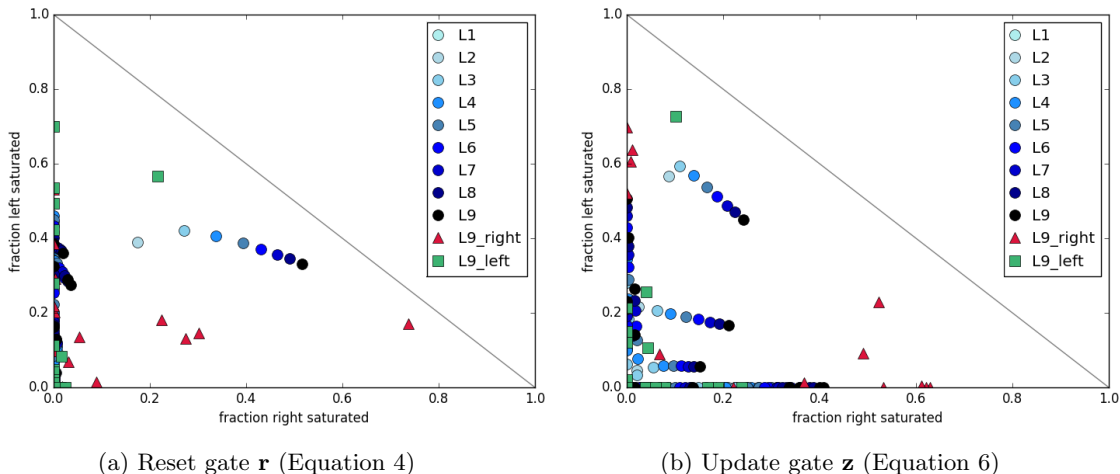 1.0
0.8
0.6
0.4
0.2
0.0
fraction left saturated
0.0 0.2 0.4 0.6 0.8 1.0
fraction right saturated
L1
L2
L3
L4
L5
L6
L7
L8
L9
L9_right
L9_left
(a) Reset gate r (Equation 4)
1.0
0.8
0.6
0.4
0.2
0.0
fraction left saturated
0.0 0.2 0.4 0.6 0.8 1.0
fraction right saturated
L1
L2
L3
L4
L5
L6
L7
L8
L9
L9_right
L9_left
(b) Update gate z (Equation 6)